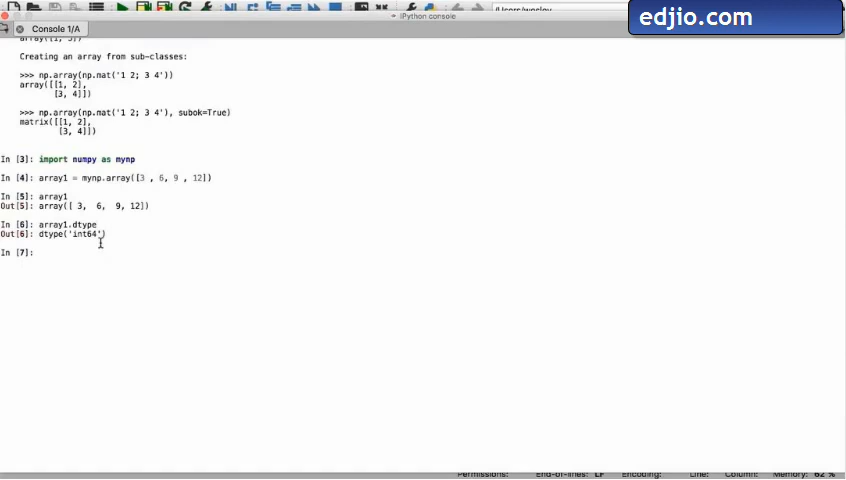 edjio.com
IPython console
Console 1/A
Creating an array from sub-classes:
>>> np.array(np.mat('1 2; 3 4'))
array([[1, 2],
[3, 4]])
>>> np.array(np.mat('1 2; 3 4'), subok=True)
matrix([[1, 2],
[3, 4]])
In [3]: import numpy as mynp
In [4]: array1 = mynp.array([3 , 6, 9 , 12])
In [5]: array1
Out[5]: array([ 3,  6,  9, 12])
In [6]: array1.dtype
Out[6]: dtype('int64')
In [7]:
Permissions: End-of-lines: LF Encoding: Line: Column: Memory: 62 %